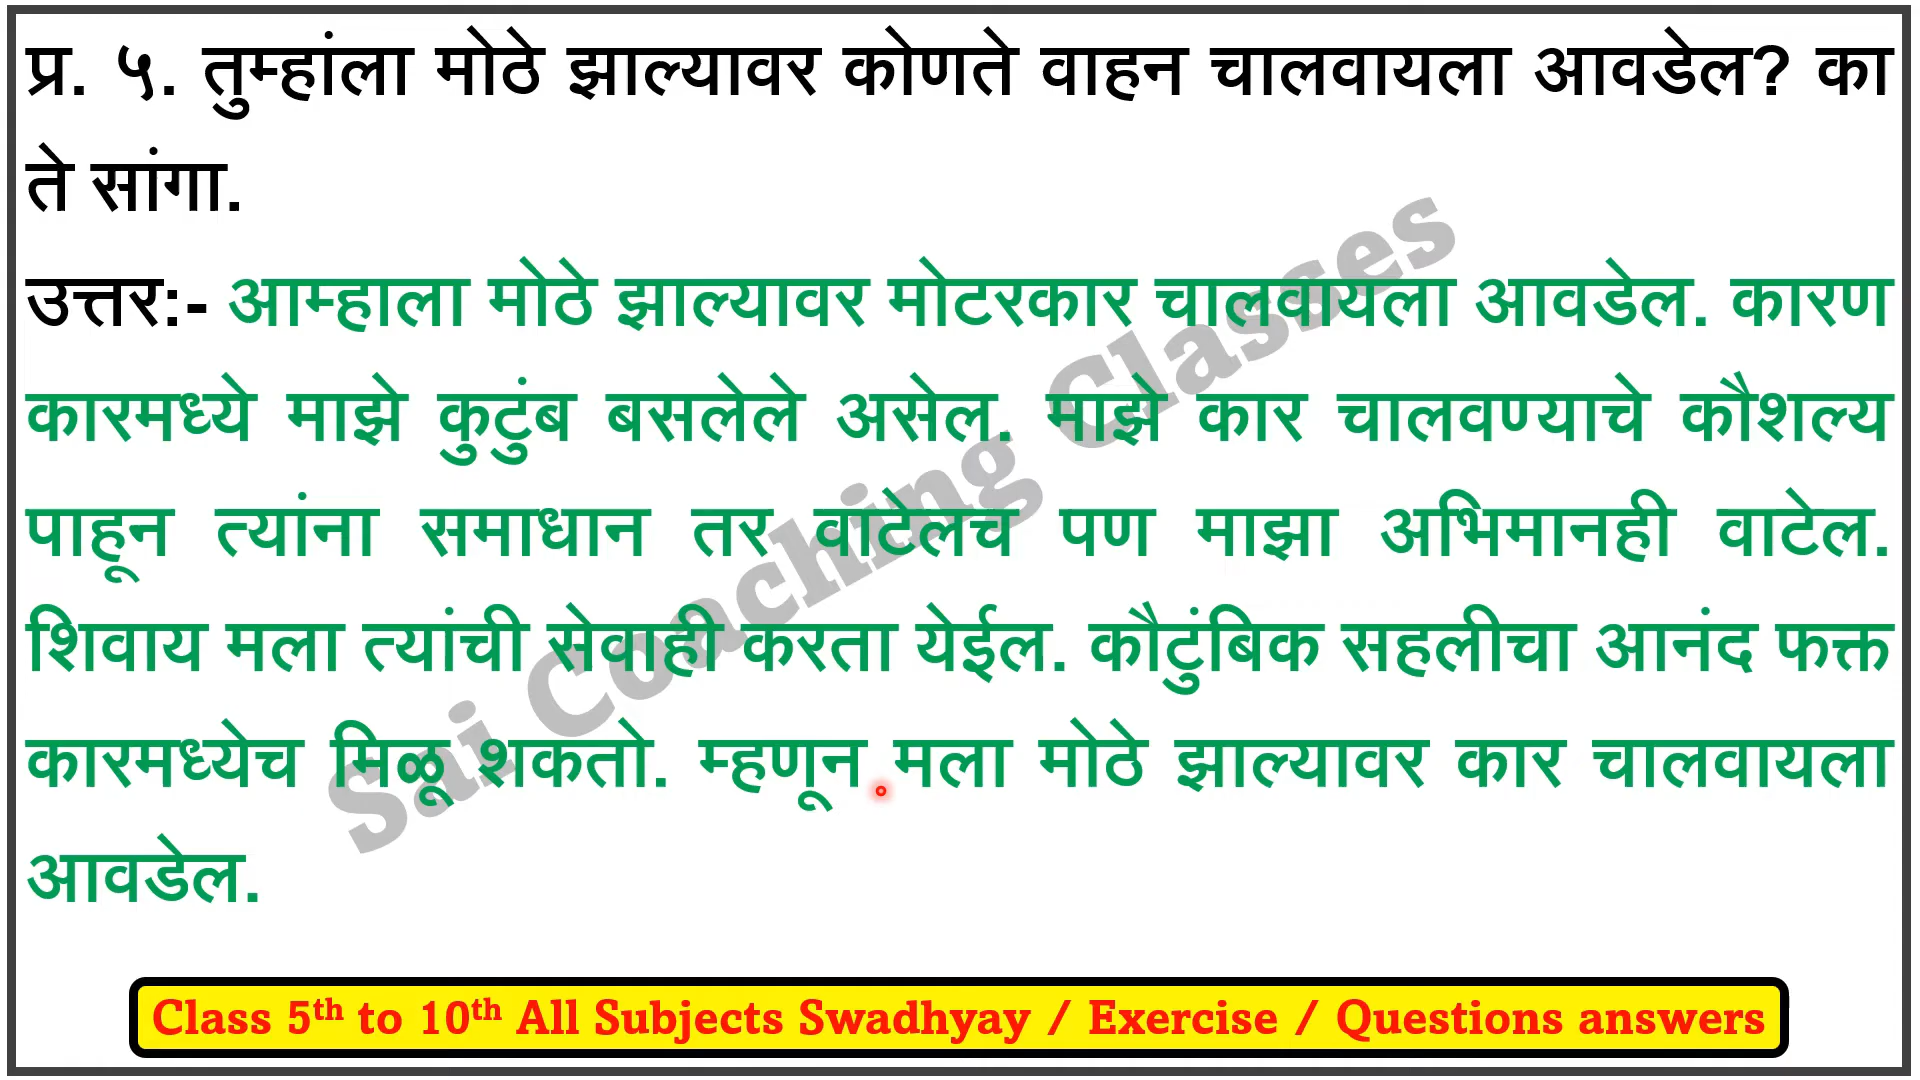 प्र. ५. तुम्हांला मोठे झाल्यावर कोणते वाहन चालवायला आवडेल? का
ते सांगा.
उत्तर:- आम्हाला मोठे झाल्यावर मोटरकार चालवायला आवडेल. कारण
कारमध्ये माझे कुटुंब बसलेले असेल. माझे कार चालवण्याचे कौशल्य
पाहून त्यांना समाधान तर वाटेलच पण माझा अभिमानही वाटेल.
शिवाय मला त्यांची सेवाही करता येईल. कौटुंबिक सहलीचा आनंद फक्त
कारमध्येच मिळू शकतो. म्हणून मला मोठे झाल्यावर कार चालवायला
आवडेल.
Sai Coaching Classes
Class 5th to 10th All Subjects Swadhyay / Exercise / Questions answers